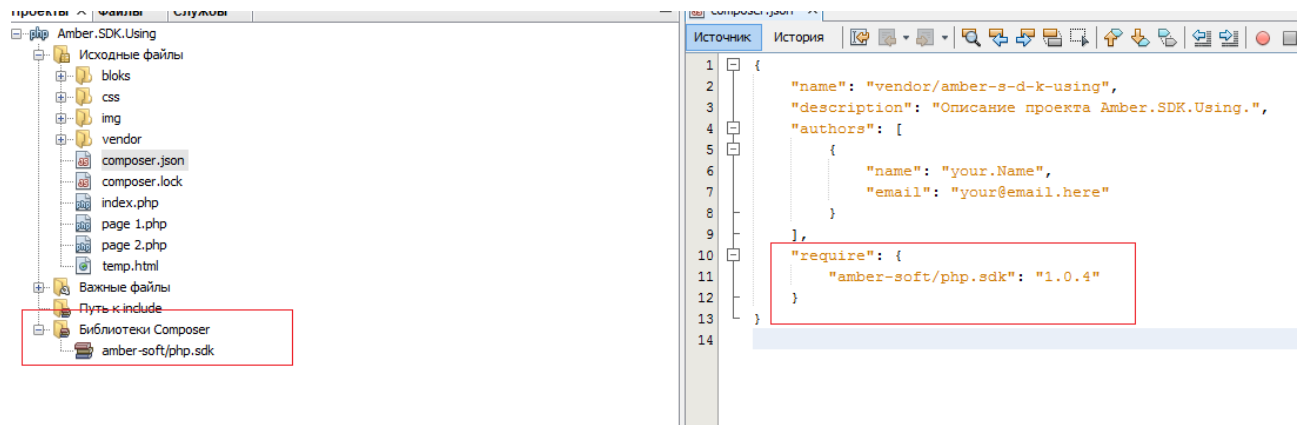 Проекты × Файлы Службы
Amber.SDK.Using
Исходные файлы
bloks
css
img
vendor
composer.json
composer.lock
index.php
page 1.php
page 2.php
temp.html
Важные файлы
Путь к include
Библиотеки Composer
amber-soft/php.sdk
composer.json ×
Источник История
1 {
2 "name": "vendor/amber-s-d-k-using",
3 "description": "Описание проекта Amber.SDK.Using.",
4 "authors": [
5 {
6 "name": "your.Name",
7 "email": "your@email.here"
8 }
9 ],
10 "require": {
11 "amber-soft/php.sdk": "1.0.4"
12 }
13 }
14